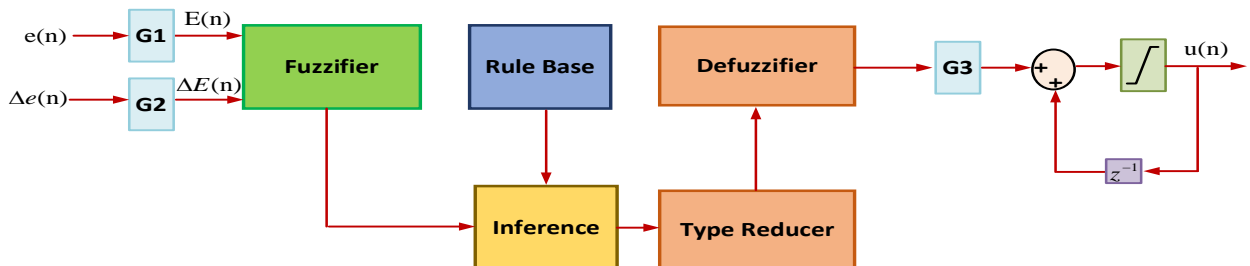 e(n)
G1
E(n)
Δe(n)
G2
ΔE(n)
Fuzzifier
Rule Base
Defuzzifier
G3
+
+
u(n)
z⁻¹
Inference
Type Reducer